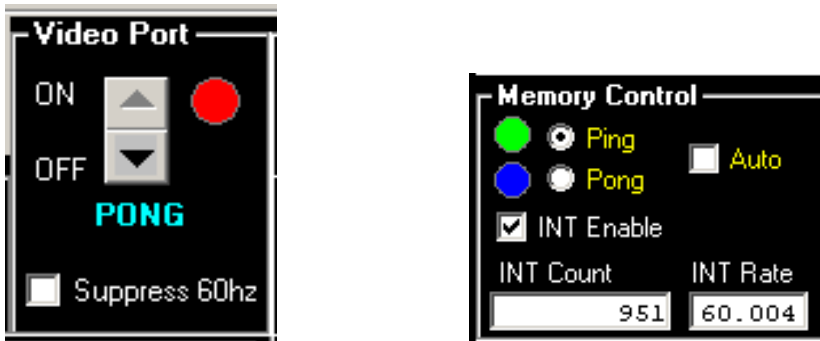 Video Port
ON
OFF
PONG
Suppress 60hz
Memory Control
Ping
Auto
Pong
INT Enable
INT Count INT Rate
951 60.004